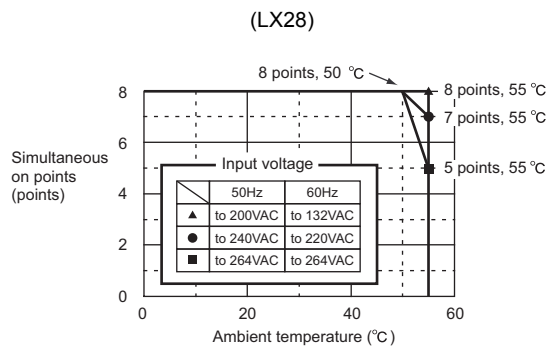 (LX28)
8 points, 50 ℃
8
8 points, 55 ℃
7 points, 55 ℃
6
Simultaneous
on points
(points)
Input voltage
5 points, 55 ℃
50Hz 60Hz
4
▲ to 200VAC to 132VAC
● to 240VAC to 220VAC
2
■ to 264VAC to 264VAC
0
0 20 40 60
Ambient temperature (℃)